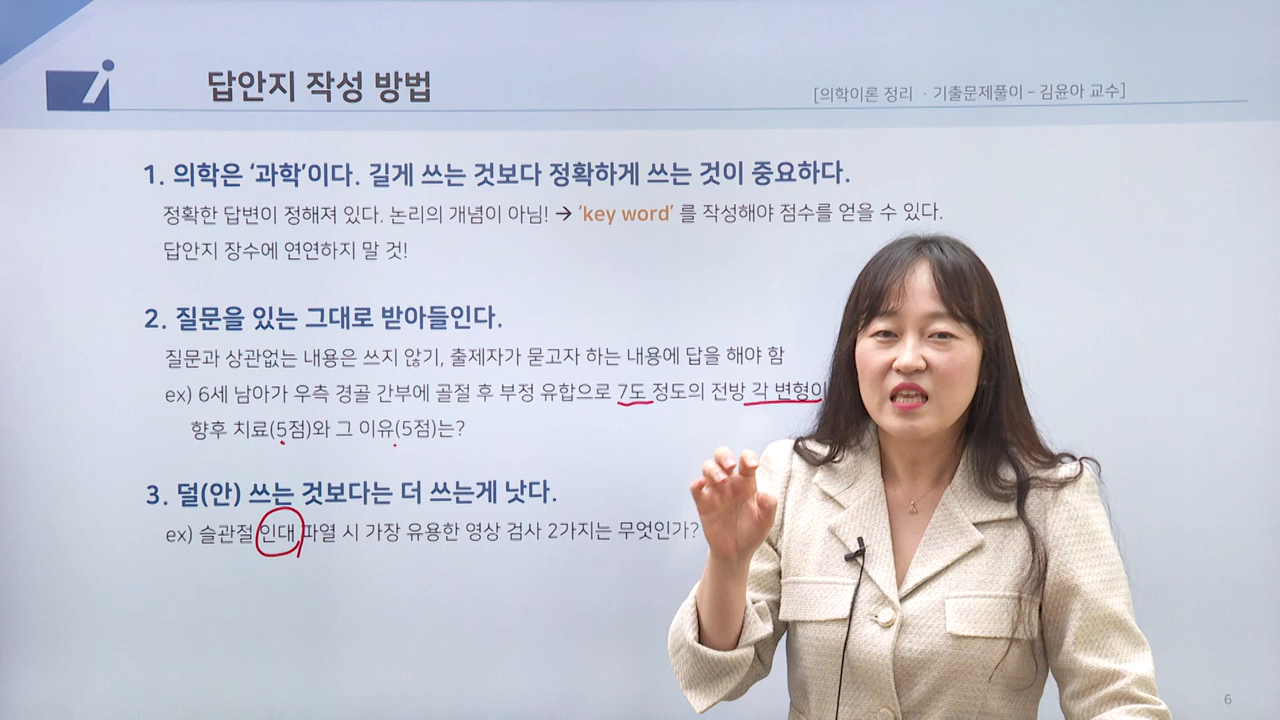 답안지 작성 방법
[의학이론 정리 · 기출문제풀이 – 김윤아 교수]
1. 의학은 ‘과학’이다. 길게 쓰는 것보다 정확하게 쓰는 것이 중요하다.
정확한 답변이 정해져 있다. 논리의 개념이 아님! → ‘key word’ 를 작성해야 점수를 얻을 수 있다.
답안지 장수에 연연하지 말 것!
2. 질문을 있는 그대로 받아들인다.
질문과 상관없는 내용은 쓰지 않기, 출제자가 묻고자 하는 내용에 답을 해야 함
ex) 6세 남아가 우측 경골 간부에 골절 후 부정 유합으로 7도 정도의 전방 각 변형이
향후 치료(5점)와 그 이유(5점)는?
3. 덜(안) 쓰는 것보다는 더 쓰는게 낫다.
ex) 슬관절 인대 파열 시 가장 유용한 영상 검사 2가지는 무엇인가?
6